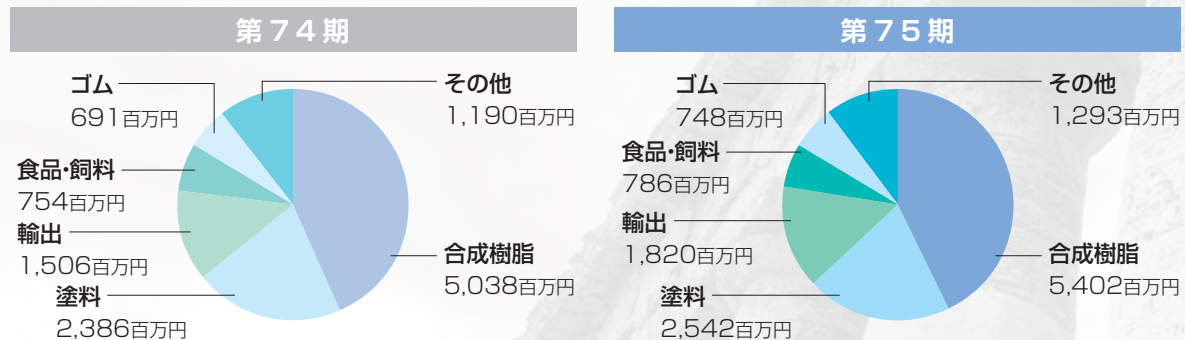 第74期
ゴム
691百万円
その他
1,190百万円
食品・飼料
754百万円
輸出
1,506百万円
塗料
2,386百万円
合成樹脂
5,038百万円
第75期
ゴム
748百万円
その他
1,293百万円
食品・飼料
786百万円
輸出
1,820百万円
塗料
2,542百万円
合成樹脂
5,402百万円